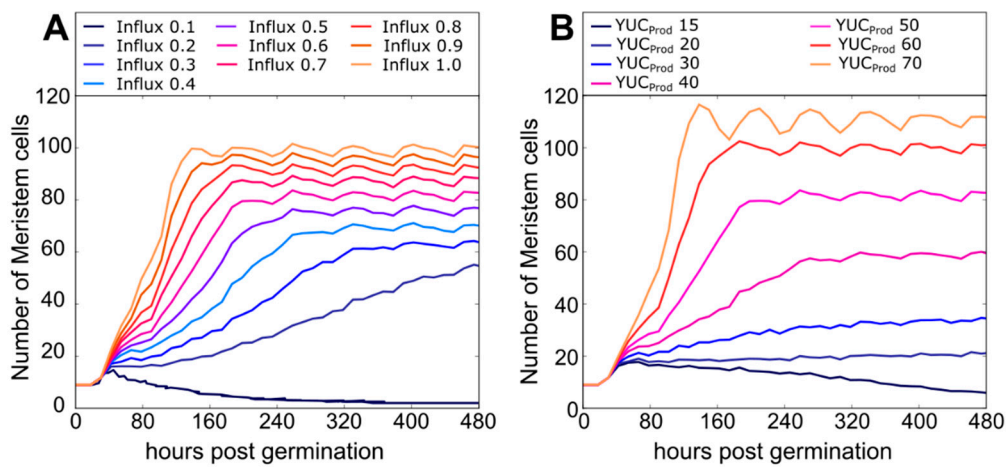 A
Influx 0.1 Influx 0.5 Influx 0.8
Influx 0.2 Influx 0.6 Influx 0.9
Influx 0.3 Influx 0.7 Influx 1.0
Influx 0.4
120
100
80
60
40
20
0
Number of Meristem cells
0 80 160 240 320 400 480
hours post germination
B
YUCProd 15 YUCProd 50
YUCProd 20 YUCProd 60
YUCProd 30 YUCProd 70
YUCProd 40
120
100
80
60
40
20
0
Number of Meristem cells
0 80 160 240 320 400 480
hours post germination